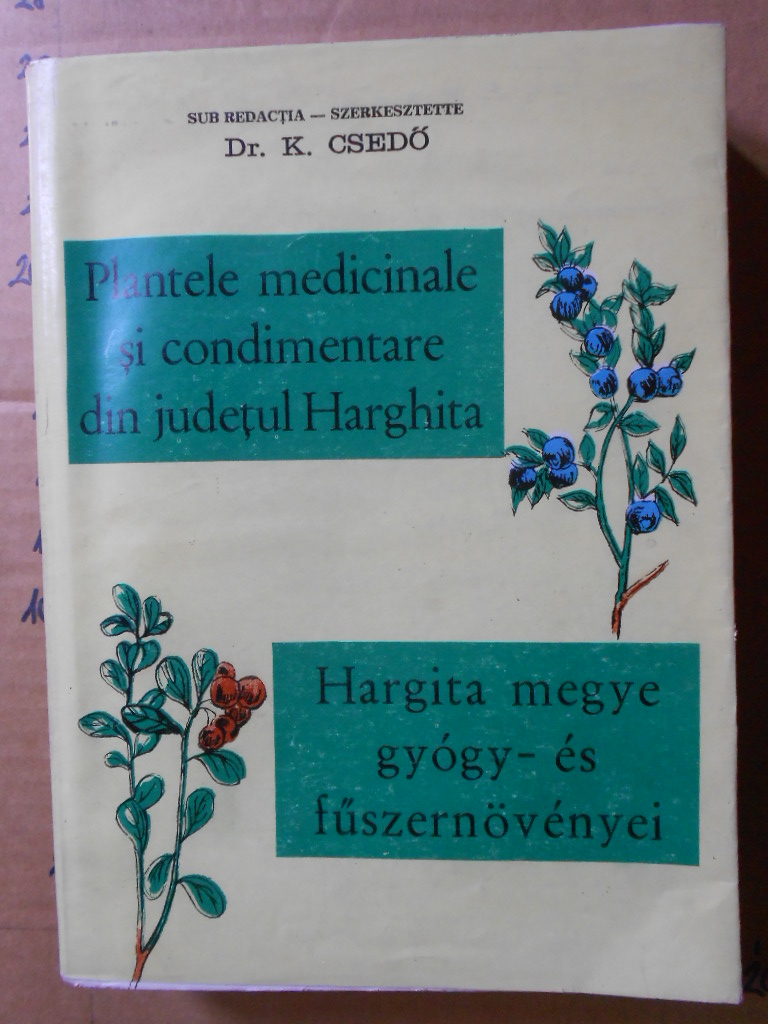 SUB REDACȚIA — SZERKESZTETTE
Dr. K. CSEDŐ
Plantele medicinale
și condimentare
din județul Harghita
Hargita megye
gyógy- és
fűszernövényei